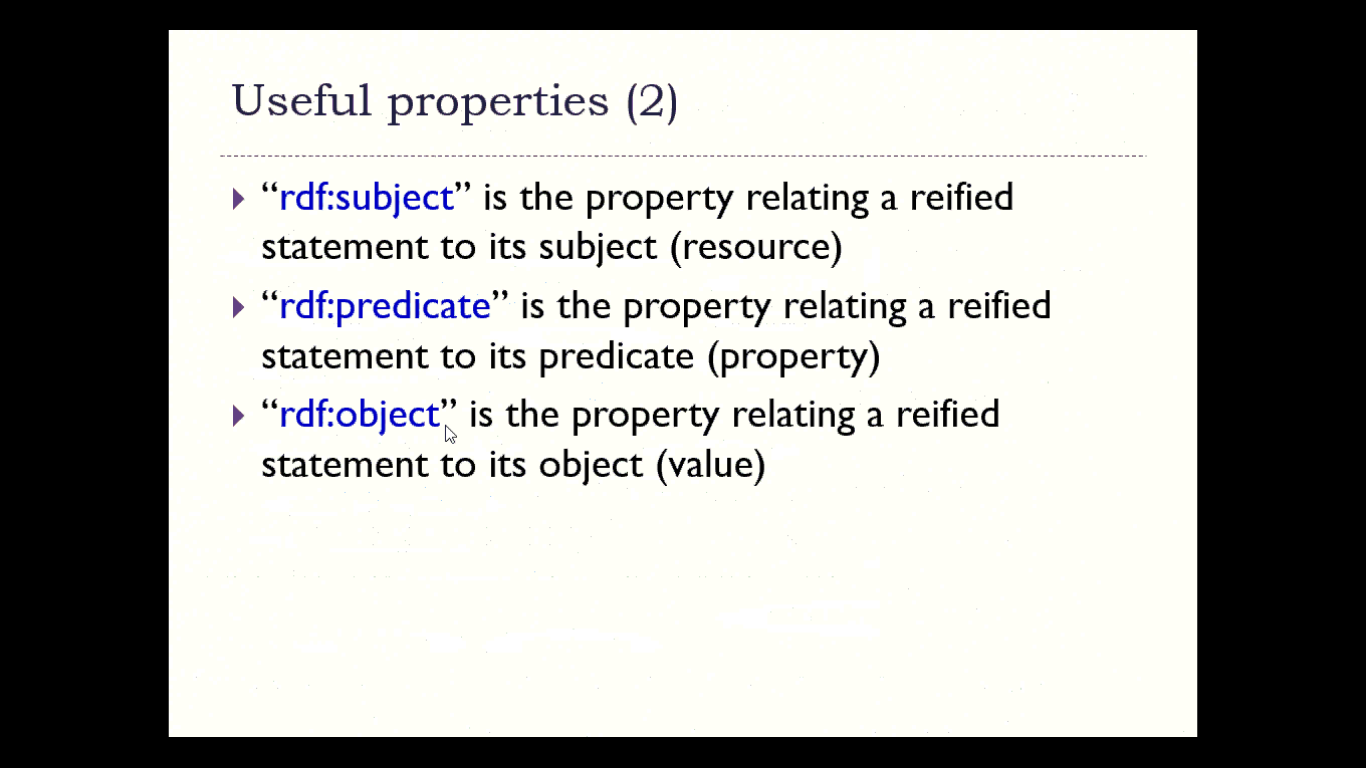 Useful properties (2)
“rdf:subject” is the property relating a reified
statement to its subject (resource)
“rdf:predicate” is the property relating a reified
statement to its predicate (property)
“rdf:object” is the property relating a reified
statement to its object (value)